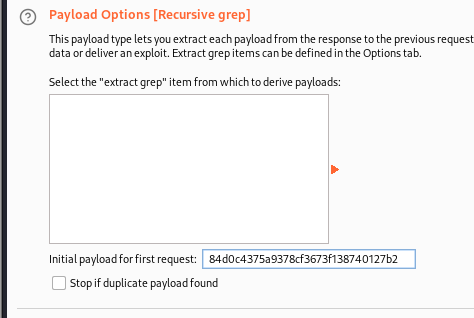 Payload Options [Recursive grep]
This payload type lets you extract each payload from the response to the previous request
data or deliver an exploit. Extract grep items can be defined in the Options tab.
Select the "extract grep" item from which to derive payloads:
Initial payload for first request: 84d0c4375a9378cf3673f138740127b2
Stop if duplicate payload found